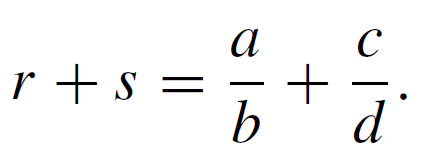 r + s = a/b + c/d.